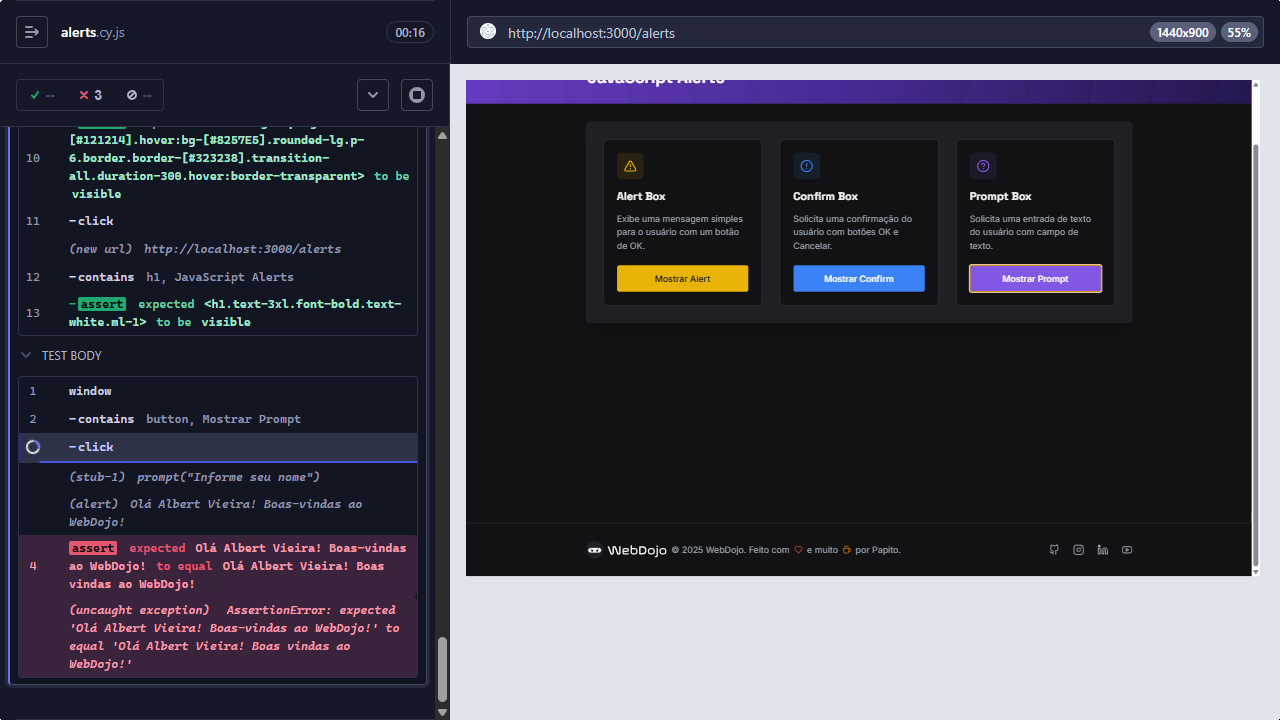 alerts.cy.js
00:16
--
3
--
[#121214].hover:bg-[#8257E5].rounded-lg.p-
10
6.border.border-[#323238].transition-
all.duration-300.hover:border-transparent> to be
visible
11 -click
(new url) http://localhost:3000/alerts
12 -contains h1, JavaScript Alerts
-assert expected <h1.text-3xl.font-bold.text-
13
white.ml-1> to be visible
TEST BODY
1 window
2 -contains button, Mostrar Prompt
-click
(stub-1) prompt("Informe seu nome")
(alert) Olá Albert Vieira! Boas-vindas ao
WebDojo!
assert expected Olá Albert Vieira! Boas-vindas
4 ao WebDojo! to equal Olá Albert Vieira! Boas
vindas ao WebDojo!
(uncaught exception) AssertionError: expected
'Olá Albert Vieira! Boas-vindas ao WebDojo!' to
equal 'Olá Albert Vieira! Boas vindas ao
WebDojo!'
http://localhost:3000/alerts
1440x900 55%
JavaScript Alerts
Alert Box
Exibe uma mensagem simples
para o usuário com um botão
de OK.
Mostrar Alert
Confirm Box
Solicita uma confirmação do
usuário com botões OK e
Cancelar.
Mostrar Confirm
Prompt Box
Solicita uma entrada de texto
do usuário com campo de
texto.
Mostrar Prompt
WebDojo © 2025 WebDojo. Feito com e muito por Papito.